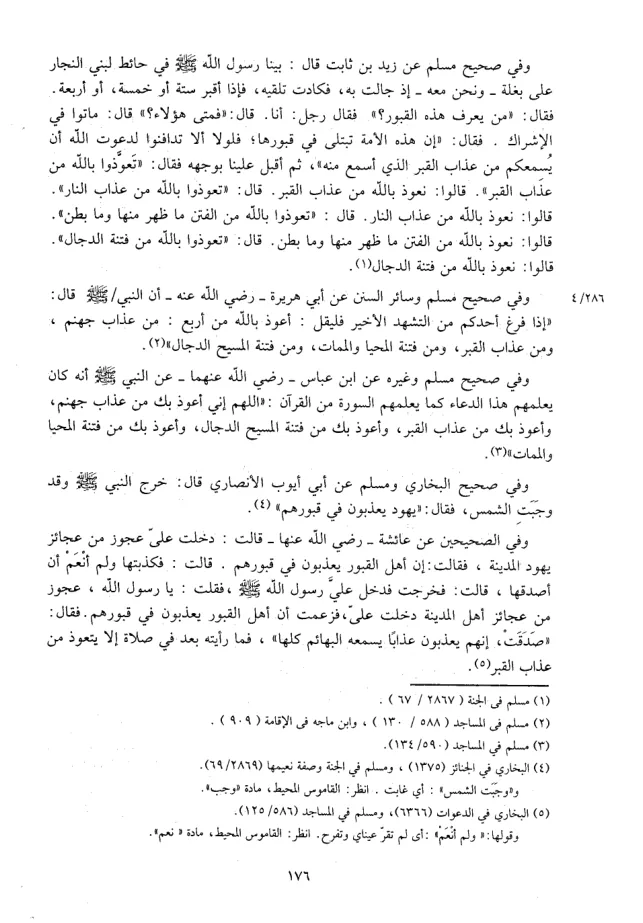 وفي صحيح مسلم عن زيد بن ثابت قال : بينا رسول الله ﷺ في حائط لبني النجار
على بغلة ـ ونحن معه ـ إذ جالت به، فكادت تلقيه، فإذا أقبر ستة أو خمسة، أو أربعة.
فقال: «من يعرف هذه القبور؟» فقال رجل: أنا. قال: «فمتى هؤلاء؟» قال: ماتوا في
الإشراك . فقال: «إن هذه الأمة تبتلى في قبورها؛ فلولا ألا تدافنوا لدعوت الله أن
يُسمعكم من عذاب القبر الذي أسمع منه»، ثم أقبل علينا بوجهه فقال: «تَعوَّذوا بالله من
عذاب القبر». قالوا: نعوذ بالله من عذاب القبر. قال: «تعوذوا بالله من عذاب النار».
قالوا: نعوذ بالله من عذاب النار. قال : «تعوذوا بالله من الفتن ما ظهر منها وما بطن».
قالوا: نعوذ بالله من الفتن ما ظهر منها وما بطن. قال: «تعوذوا بالله من فتنة الدجال».
قالوا: نعوذ بالله من فتنة الدجال(١).
٤/٢٨٦ وفي صحيح مسلم وسائر السنن عن أبي هريرة ـ رضي الله عنه ـ أن النبي/ ﷺ قال:
«إذا فرغ أحدكم من التشهد الأخير فليقل : أعوذ بالله من أربع : من عذاب جهنم ،
ومن عذاب القبر، ومن فتنة المحيا والممات، ومن فتنة المسيح الدجال»(٢).
وفي صحيح مسلم وغيره عن ابن عباس ـ رضي الله عنهما ـ عن النبي ﷺ أنه كان
يعلمهم هذا الدعاء كما يعلمهم السورة من القرآن :«اللهم إني أعوذ بك من عذاب جهنم،
وأعوذ بك من عذاب القبر، وأعوذ بك من فتنة المسيح الدجال، وأعوذ بك من فتنة المحيا
والممات»(٣).
وفي صحيح البخاري ومسلم عن أبي أيوب الأنصاري قال: خرج النبي ﷺ وقد
وجَبَتِ الشمس، فقال: «يهود يعذبون في قبورهم» (٤).
وفي الصحيحين عن عائشة ـ رضي الله عنها ـ قالت : دخلت علىّ عجوز من عجائز
يهود المدينة ، فقالت: إن أهل القبور يعذبون في قبورهم . قالت : فكذبتها ولم أنْعَمْ أن
أصدقها ، قالت: فخرجت فدخل عليَّ رسول الله ﷺ ،فقلت : يا رسول الله ، عجوز
من عجائز أهل المدينة دخلت علىّ،فزعمت أن أهل القبور يعذبون في قبورهم.فقال:
«صَدَقَتْ، إنهم يعذبون عذابًا يسمعه البهائم كلها» ، فما رأيته بعد في صلاة إلا يتعوذ من
عذاب القبر(٥).
(١) مسلم فى الجنة ( ٢٨٦٧ / ٦٧ ) .
(٢) مسلم فى المساجد ( ٥٨٨ / ١٣٠ ) ، وابن ماجه فى الإقامة ( ٩٠٩ ) .
(٣) مسلم في المساجد (٥٩٠/ ١٣٤).
(٤) البخاري في الجنائز (١٣٧٥) ، ومسلم في الجنة وصفة نعيمها (٢٨٦٩/ ٦٩).
و«وجَبَت الشمس» : أي غابت . انظر: القاموس المحيط، مادة «وجب».
(٥) البخاري في الدعوات (٦٣٦٦)، ومسلم في المساجد (٥٨٦/ ١٢٥).
وقولها: « ولم أنْعَمْ» :أى لم تقرّ عيناي وتفرح. انظر: القاموس المحيط، مادة « نعم».
١٧٦